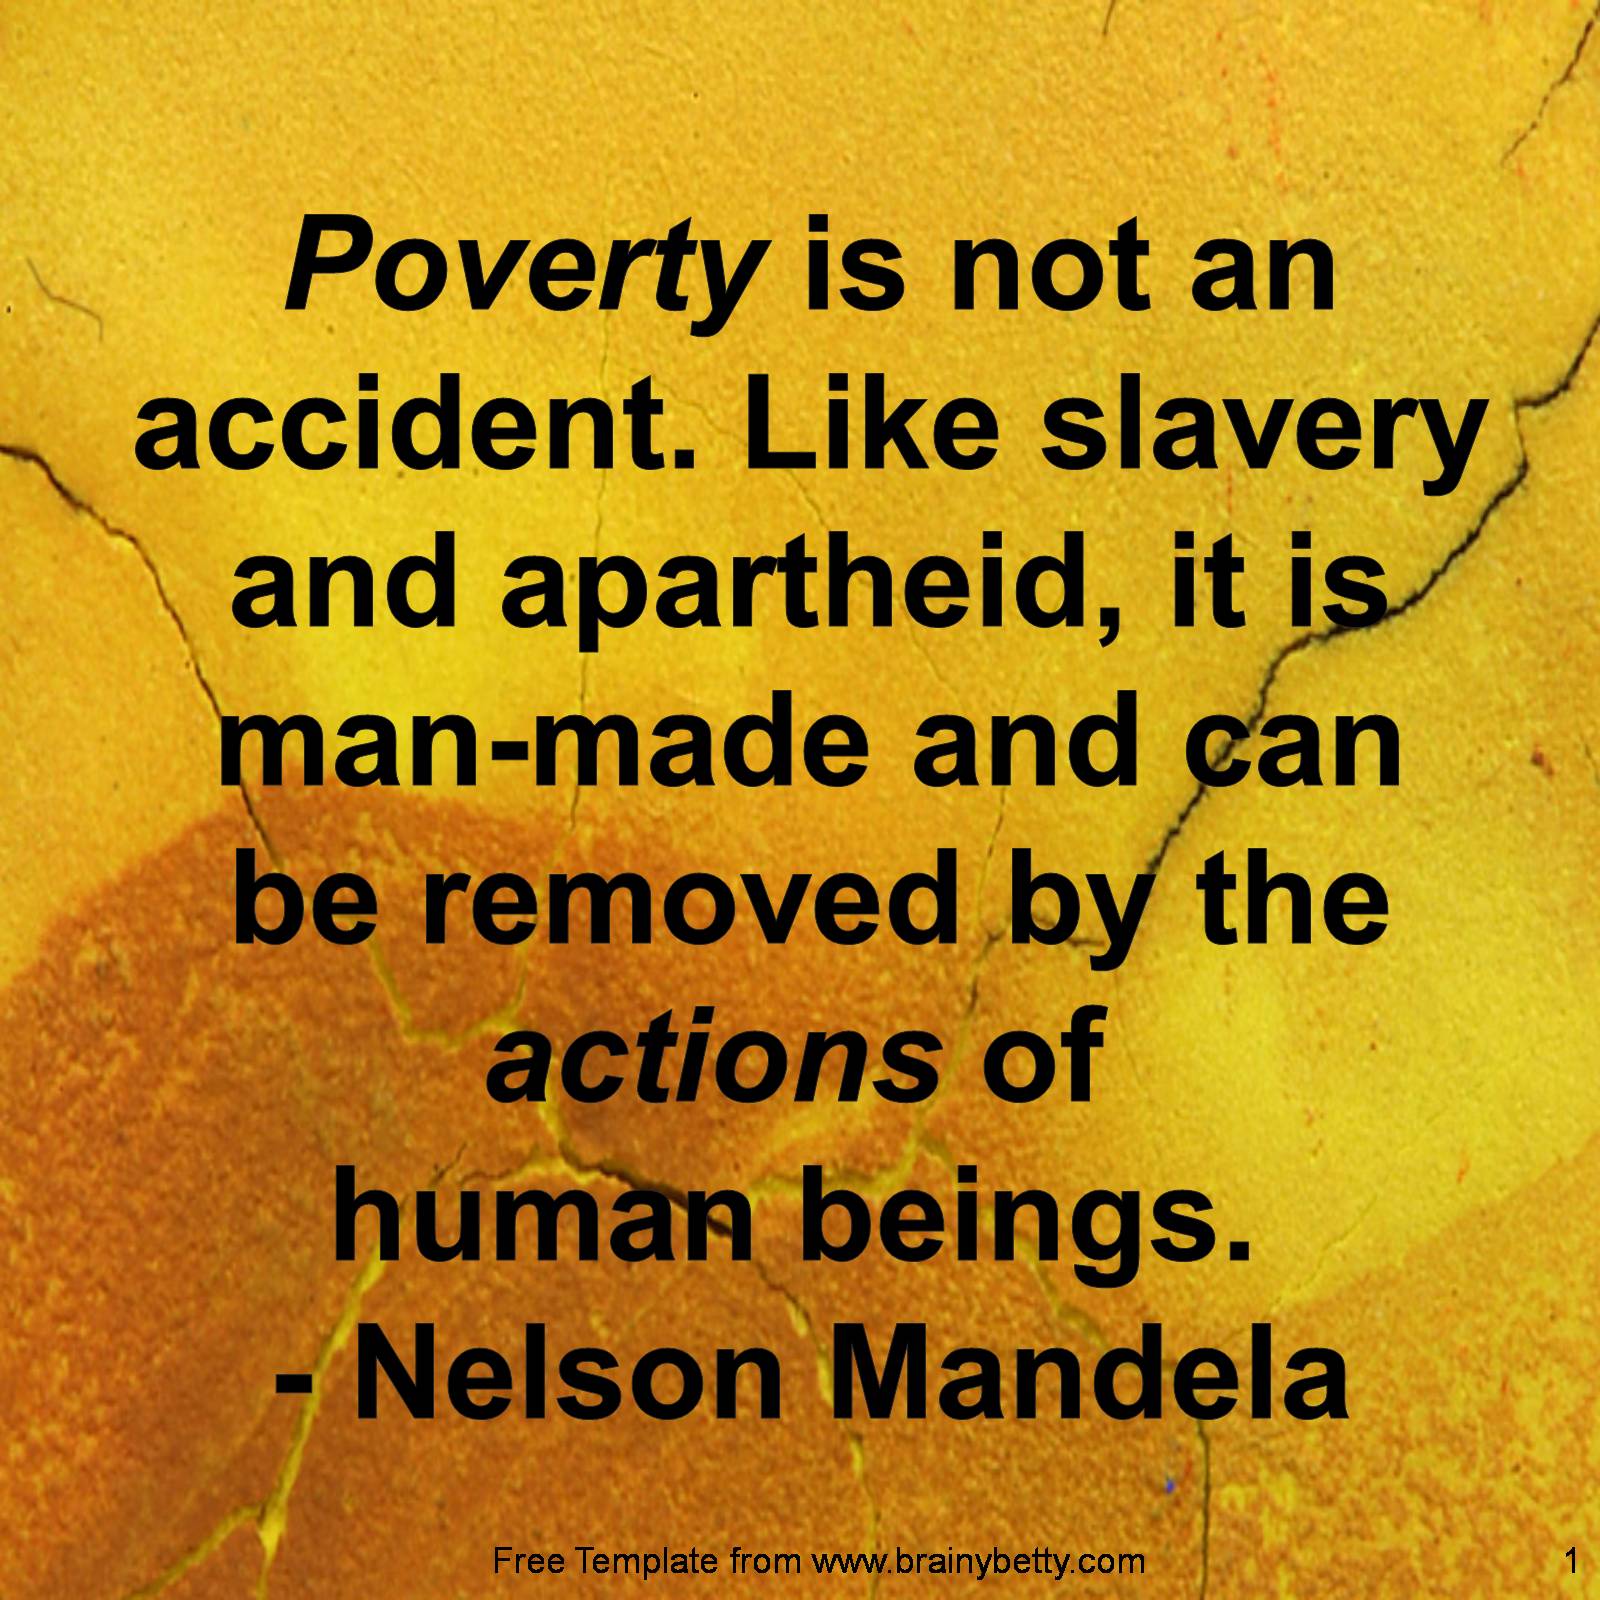 Poverty is not an
accident. Like slavery
and apartheid, it is
man-made and can
be removed by the
actions of
human beings.
- Nelson Mandela
Free Template from www.brainybetty.com
1